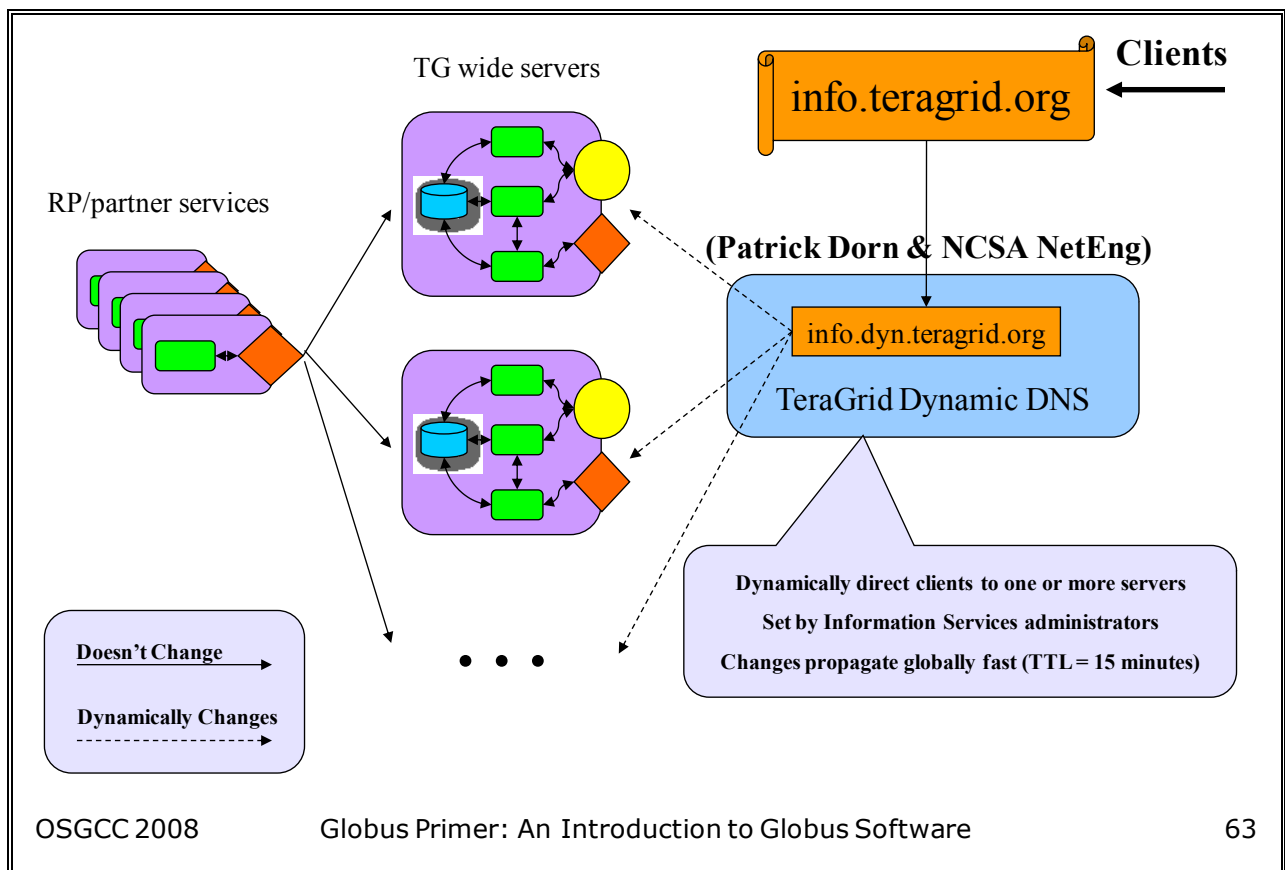 TG wide servers
info.teragrid.org
Clients
RP/partner services
(Patrick Dorn & NCSA NetEng)
info.dyn.teragrid.org
TeraGrid Dynamic DNS
Dynamically direct clients to one or more servers
Set by Information Services administrators
Changes propagate globally fast (TTL = 15 minutes)
• • •
Doesn't Change
Dynamically Changes
OSGCC 2008 Globus Primer: An Introduction to Globus Software 63